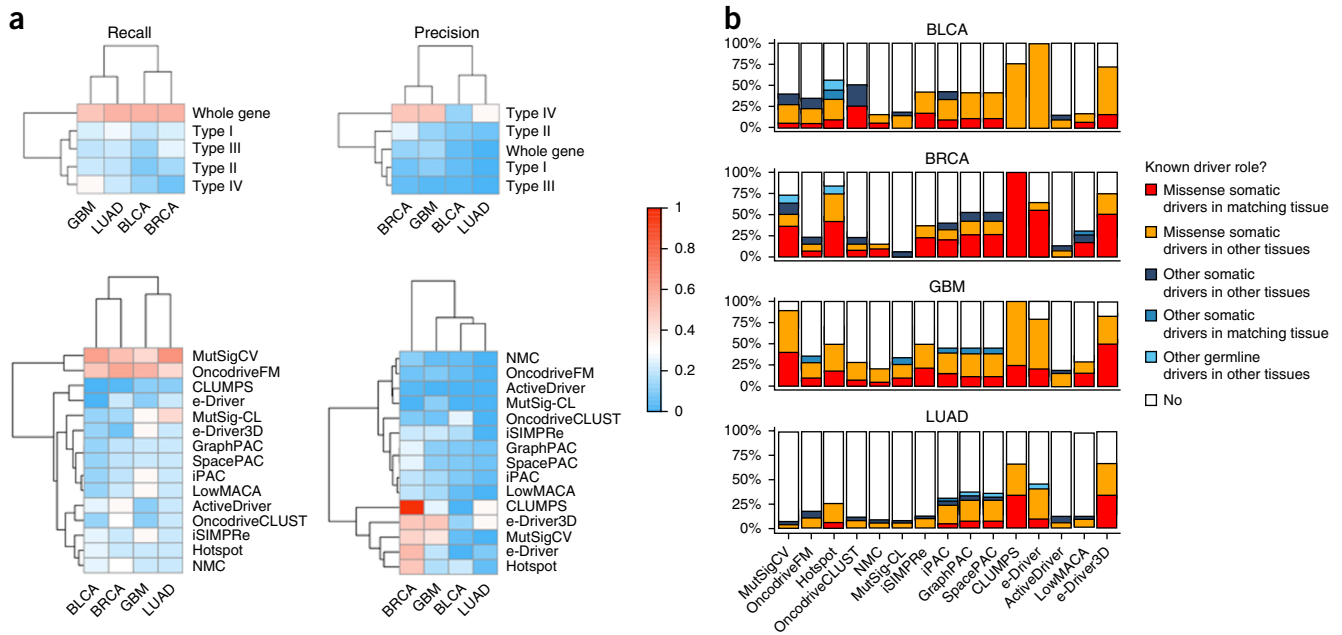 a
Recall
Precision
Whole gene
Type I
Type III
Type II
Type IV
GBM
LUAD
BLCA
BRCA
Type IV
Type II
Whole gene
Type I
Type III
BRCA
GBM
BLCA
LUAD
1
0.8
0.6
0.4
0.2
0
MutSigCV
OncodriveFM
CLUMPS
e-Driver
MutSig-CL
e-Driver3D
GraphPAC
SpacePAC
iPAC
LowMACA
ActiveDriver
OncodriveCLUST
iSIMPRe
Hotspot
NMC
BLCA
BRCA
GBM
LUAD
NMC
OncodriveFM
ActiveDriver
MutSig-CL
OncodriveCLUST
iSIMPRe
GraphPAC
SpacePAC
iPAC
LowMACA
CLUMPS
e-Driver3D
MutSigCV
e-Driver
Hotspot
BRCA
GBM
BLCA
LUAD
b
BLCA
100%
75%
50%
25%
0%
BRCA
100%
75%
50%
25%
0%
GBM
100%
75%
50%
25%
0%
LUAD
100%
75%
50%
25%
0%
MutSigCV
OncodriveFM
Hotspot
OncodriveCLUST
NMC
MutSig-CL
iSIMPRe
iPAC
GraphPAC
SpacePAC
CLUMPS
e-Driver
ActiveDriver
LowMACA
e-Driver3D
Known driver role?
Missense somatic
drivers in matching tissue
Missense somatic
drivers in other tissues
Other somatic
drivers in other tissues
Other somatic
drivers in matching tissue
Other germline
drivers in other tissues
No